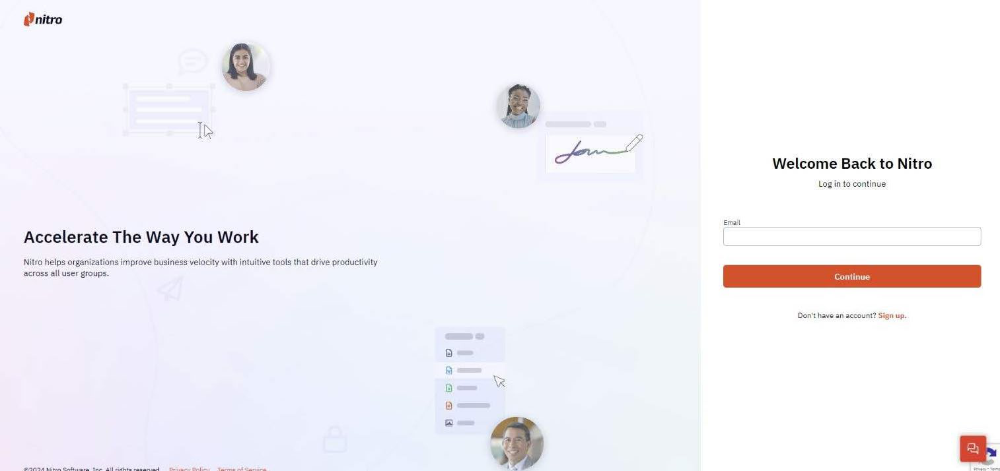 nitro
Welcome Back to Nitro
Log in to continue
Accelerate The Way You Work
Nitro helps organizations improve business velocity with intuitive tools that drive productivity
across all user groups.
Email
Continue
Don't have an account? Sign up.
©2024 Nitro Software, Inc. All rights reserved. Privacy Policy Terms of Service
Privacy - Terms